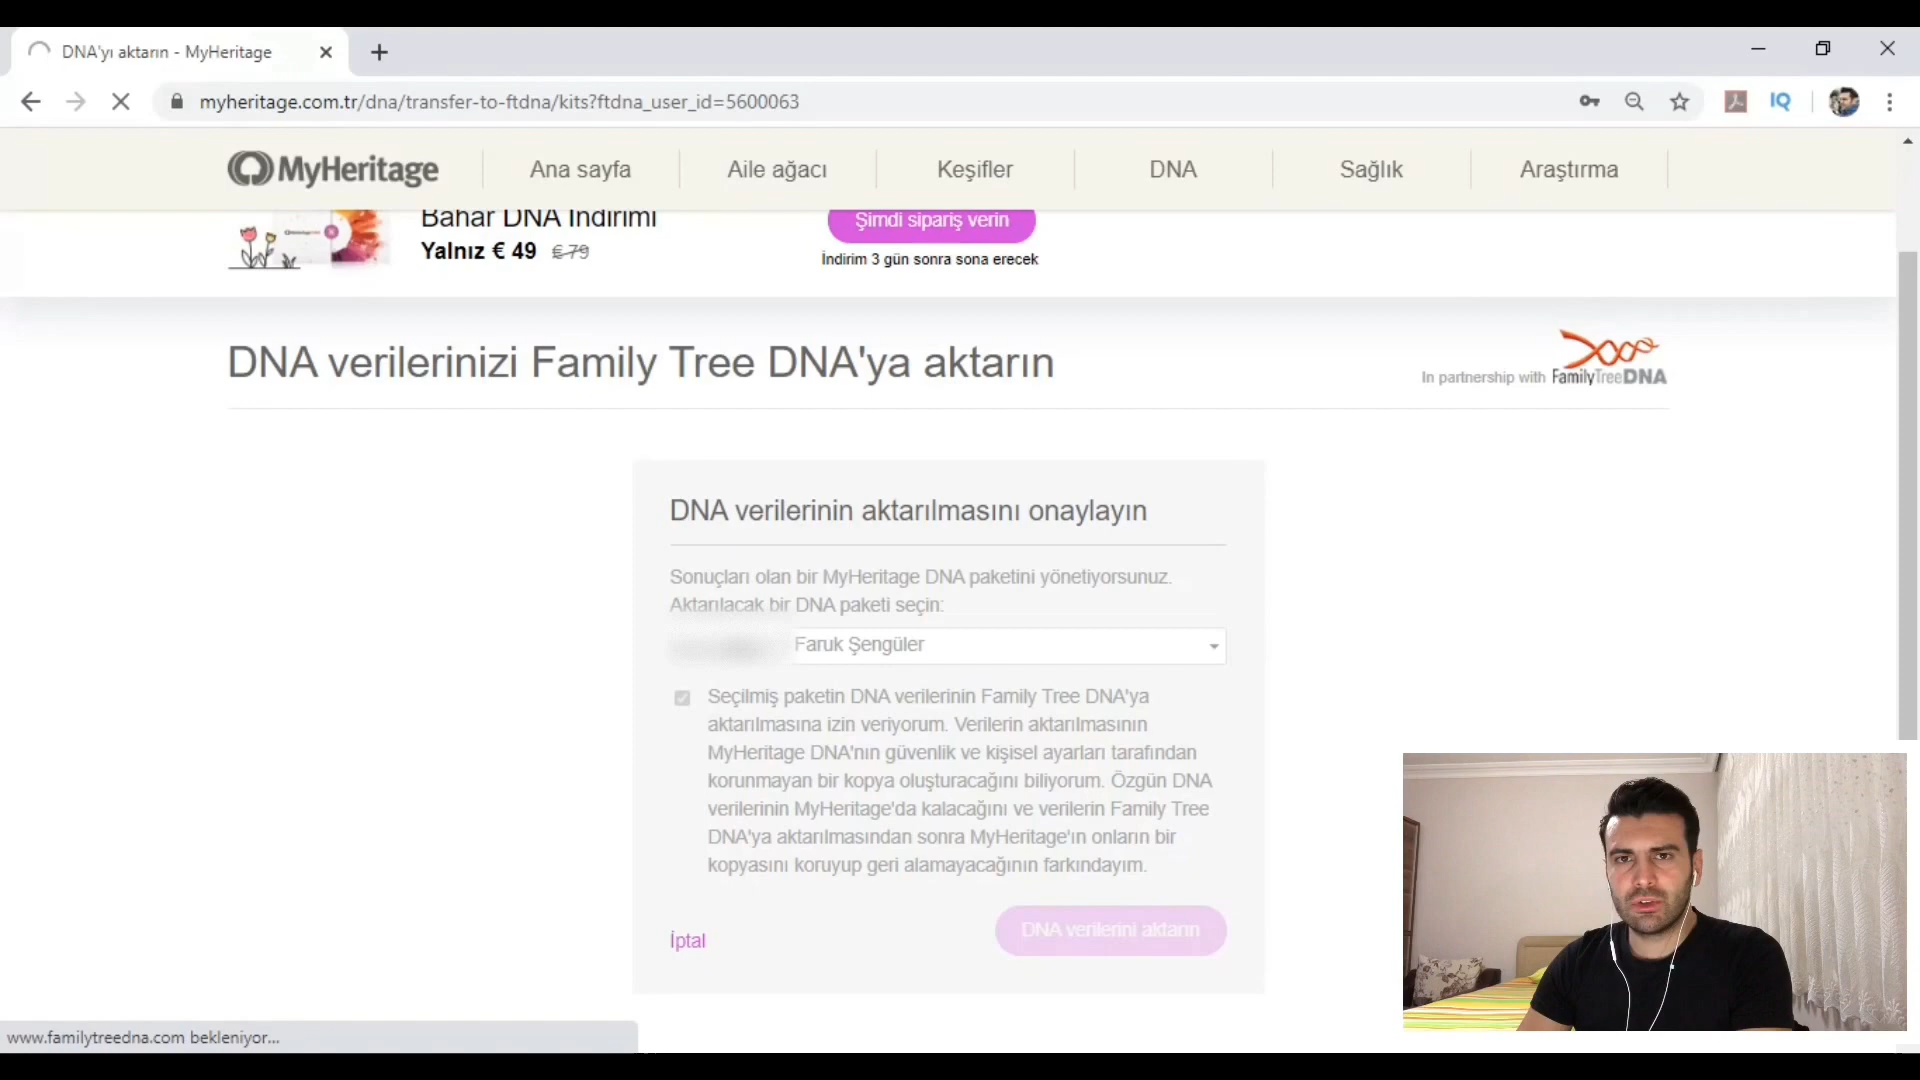 DNA'yı aktarın - MyHeritage
myheritage.com.tr/dna/transfer-to-ftdna/kits?ftdna_user_id=5600063
IQ
MyHeritage
Ana sayfa
Aile ağacı
Keşifler
DNA
Sağlık
Araştırma
Bahar DNA İndirimi
Yalnız € 49 € 79
Şimdi sipariş verin
İndirim 3 gün sonra sona erecek
DNA verilerinizi Family Tree DNA'ya aktarın
In partnership with FamilyTreeDNA
DNA verilerinin aktarılmasını onaylayın
Sonuçları olan bir MyHeritage DNA paketini yönetiyorsunuz.
Aktarılacak bir DNA paketi seçin:
Faruk Şengüler
Seçilmiş paketin DNA verilerinin Family Tree DNA'ya
aktarılmasına izin veriyorum. Verilerin aktarılmasının
MyHeritage DNA'nın güvenlik ve kişisel ayarları tarafından
korunmayan bir kopya oluşturacağını biliyorum. Özgün DNA
verilerinin MyHeritage'da kalacağını ve verilerin Family Tree
DNA'ya aktarılmasından sonra MyHeritage'ın onların bir
kopyasını koruyup geri alamayacağının farkındayım.
İptal
DNA verilerini aktarın
www.familytreedna.com bekleniyor...